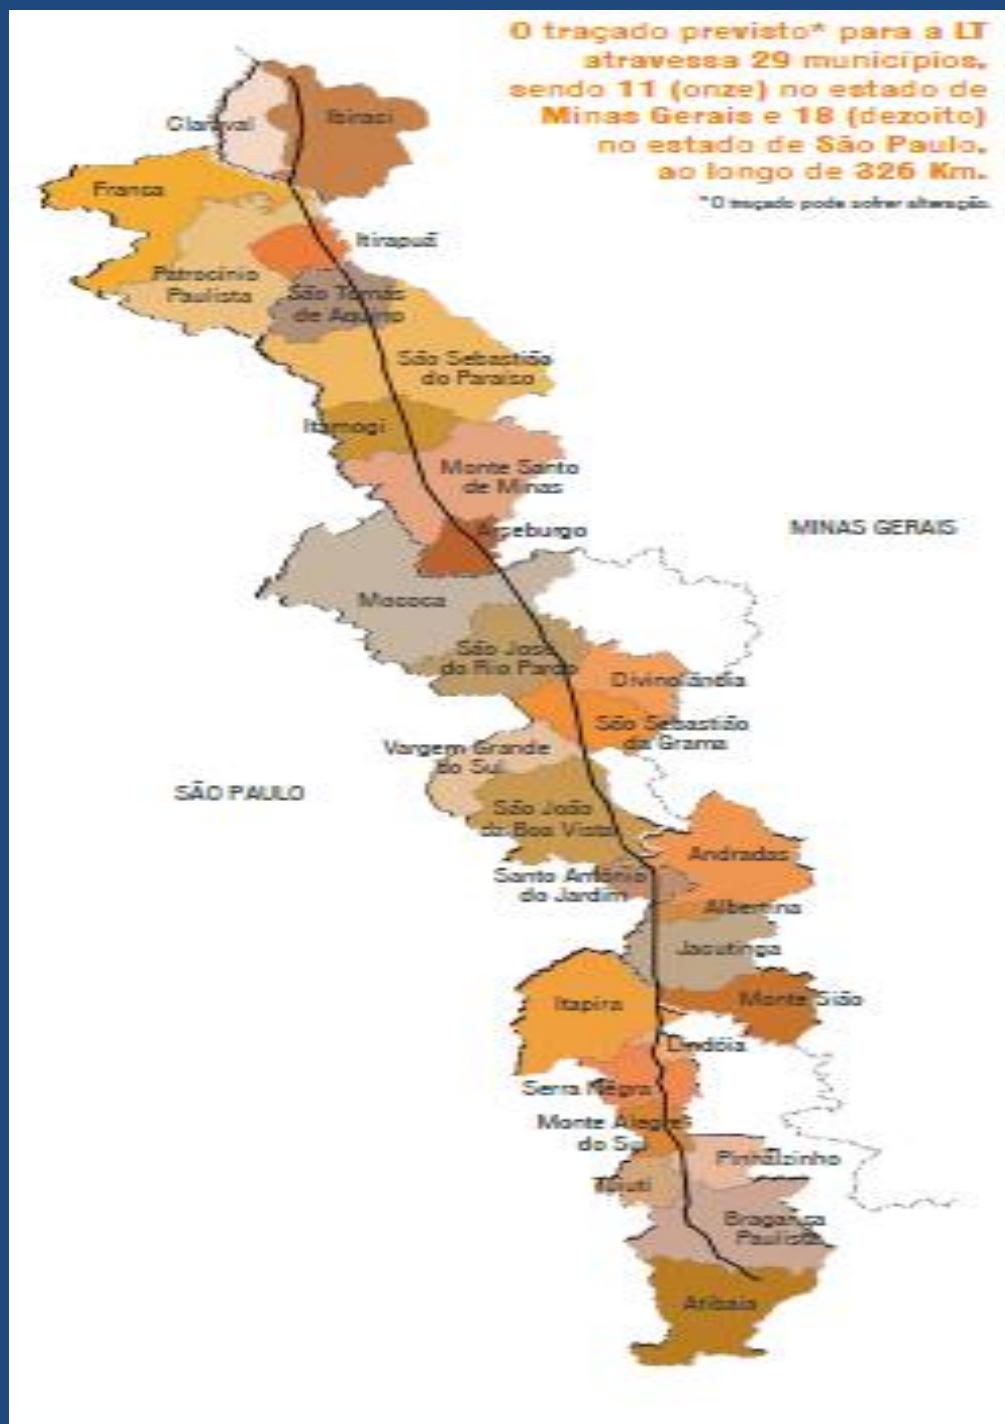 O traçado previsto* para a LT
atravessa 29 municípios,
sendo 11 (onze) no estado de
Minas Gerais e 18 (dezoito)
no estado de São Paulo,
ao longo de 326 Km.
*O traçado pode sofrer alteração.
Claraval
Ibiraci
Franca
Itirapuã
Patrocínio
Paulista
São Tomás
de Aquino
São Sebastião
do Paraíso
Itamogi
Monte Santo
de Minas
Arceburgo
MINAS GERAIS
Mococa
São José
do Rio Pardo
Divinolândia
São Sebastião
da Grama
Vargem Grande
do Sul
SÃO PAULO
São João
da Boa Vista
Andradas
Santo Antônio
do Jardim
Albertina
Jacutinga
Monte Sião
Itapira
Lindóia
Serra Negra
Monte Alegre
do Sul
Pinhalzinho
Tuiuti
Bragança
Paulista
Atibaia